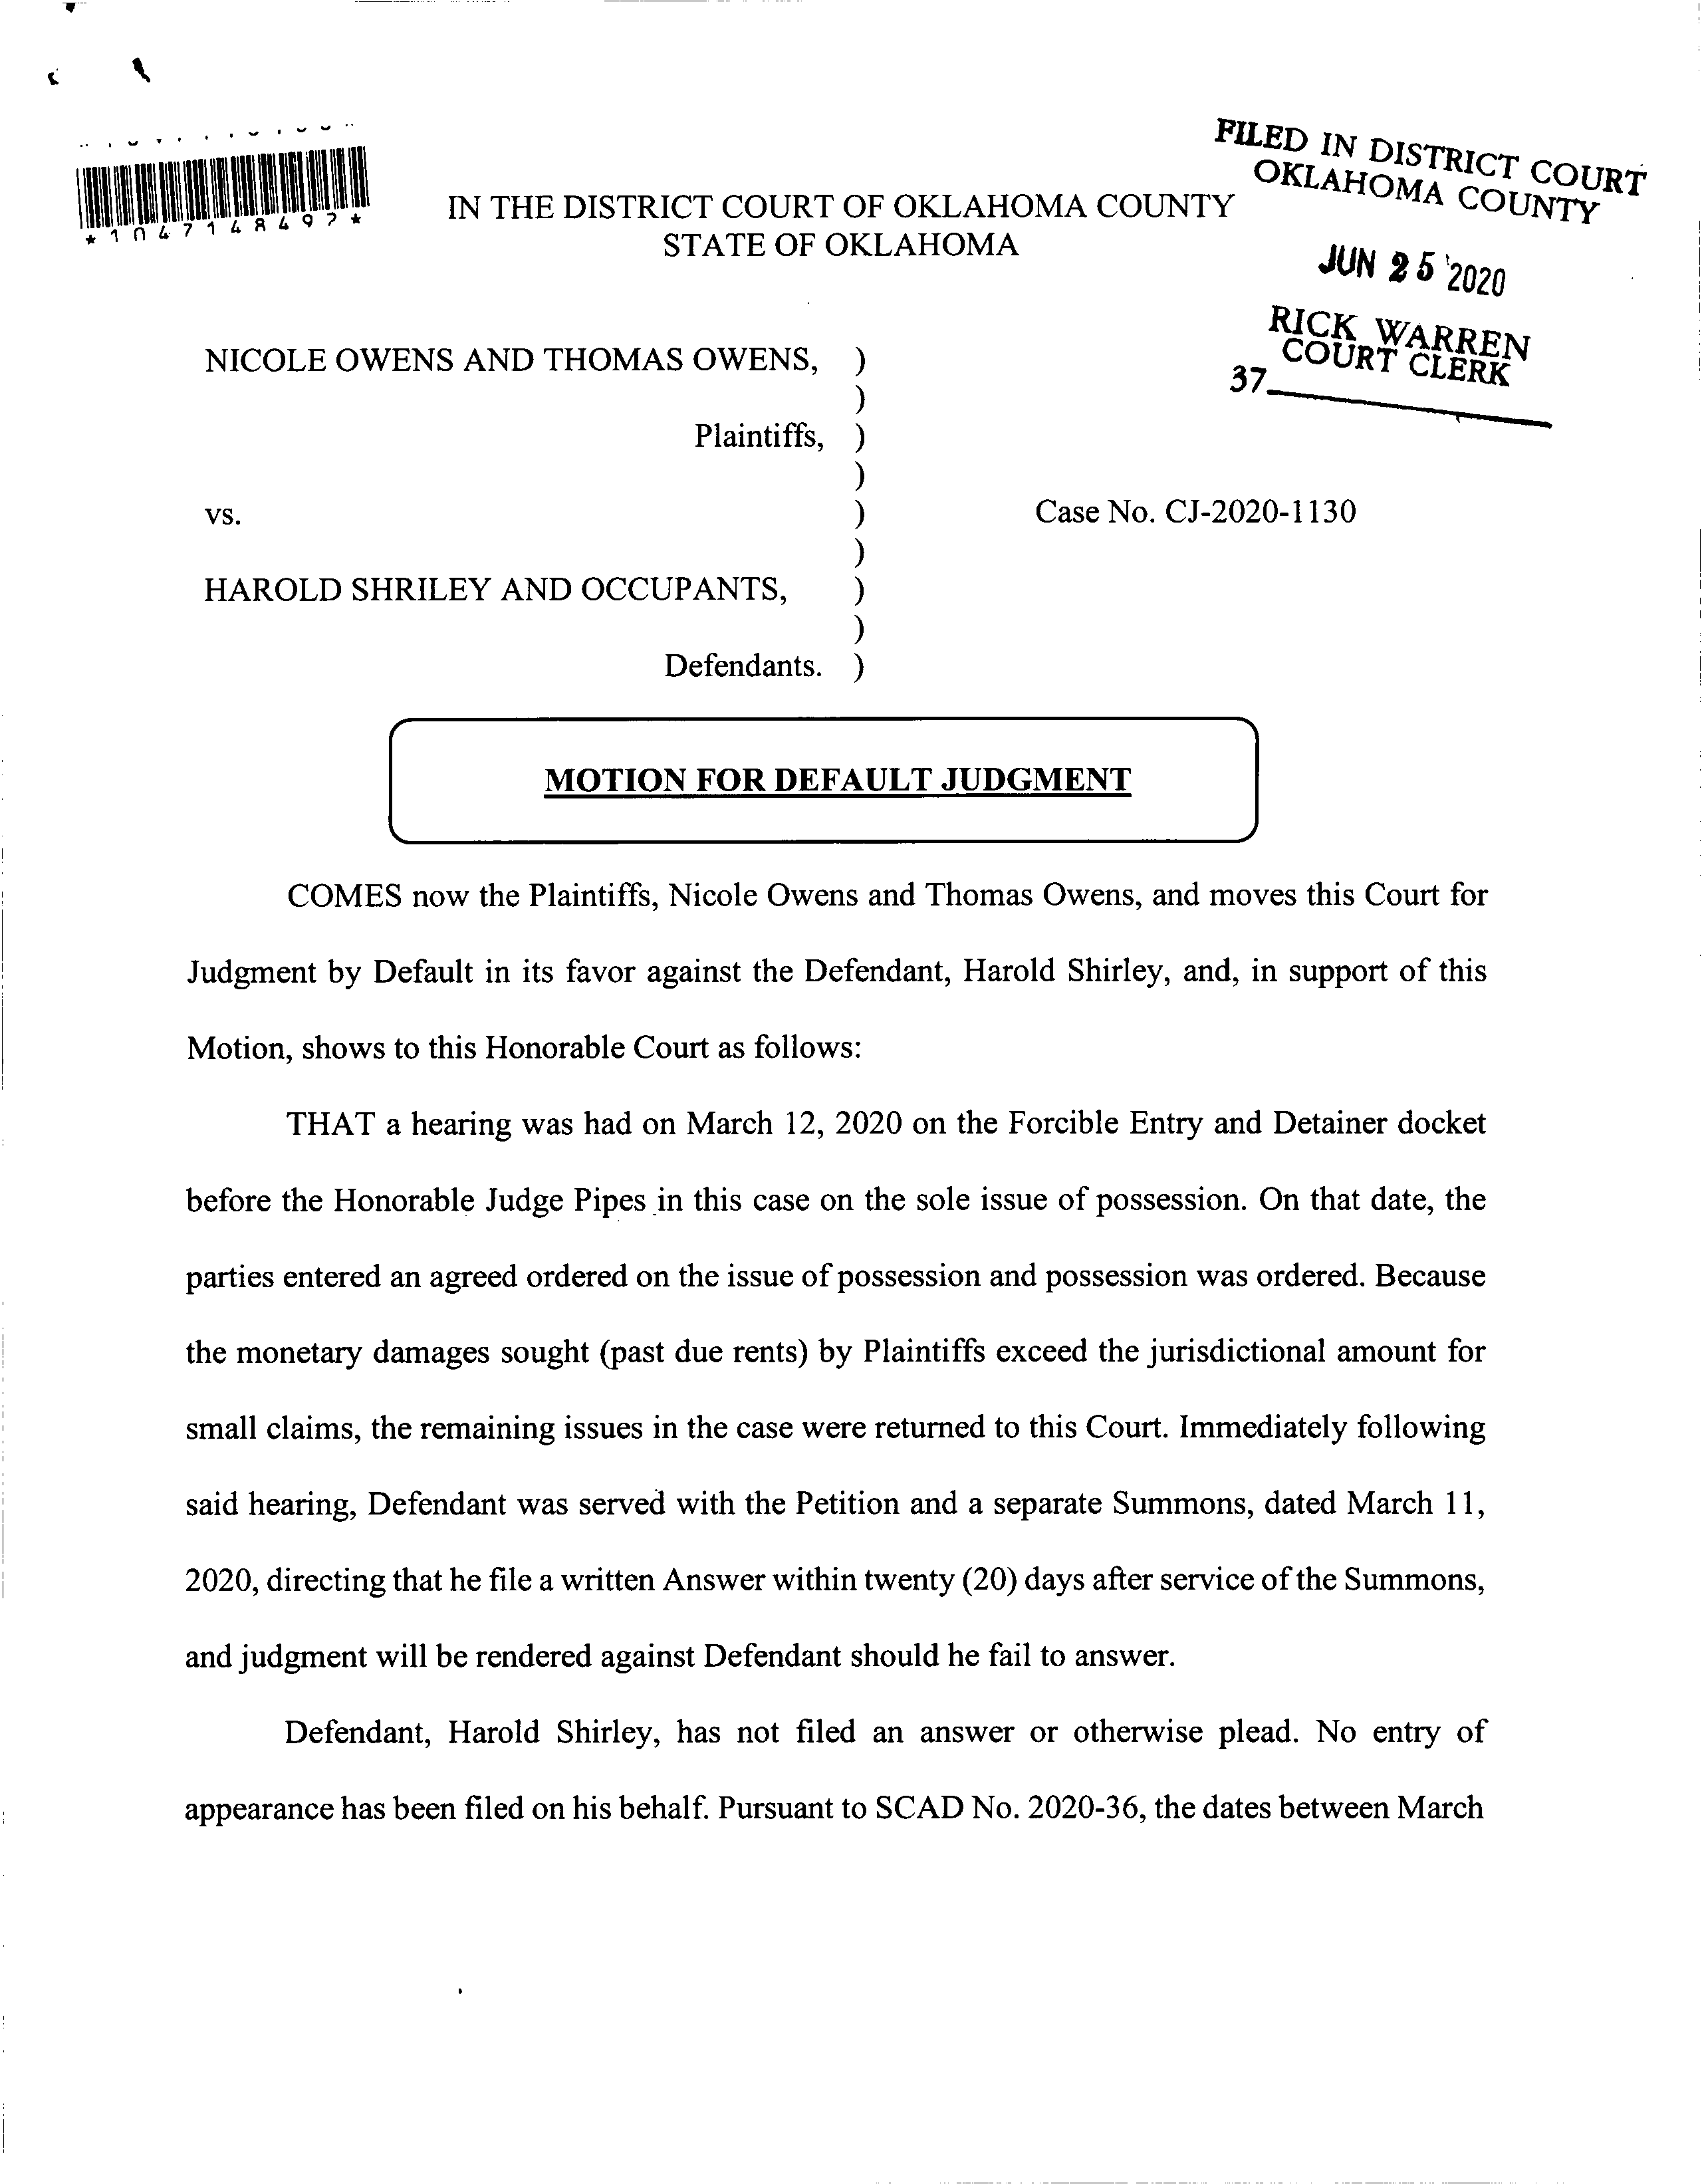 FILED IN DISTRICT COURT
OKLAHOMA COUNTY
JUN 25 2020
RICK WARREN
COURT CLERK
37
*1047148492*
IN THE DISTRICT COURT OF OKLAHOMA COUNTY
STATE OF OKLAHOMA
NICOLE OWENS AND THOMAS OWENS, )
)
Plaintiffs, )
)
vs. ) Case No. CJ-2020-1130
)
HAROLD SHRILEY AND OCCUPANTS, )
)
Defendants. )
MOTION FOR DEFAULT JUDGMENT
COMES now the Plaintiffs, Nicole Owens and Thomas Owens, and moves this Court for
Judgment by Default in its favor against the Defendant, Harold Shirley, and, in support of this
Motion, shows to this Honorable Court as follows:
THAT a hearing was had on March 12, 2020 on the Forcible Entry and Detainer docket
before the Honorable Judge Pipes in this case on the sole issue of possession. On that date, the
parties entered an agreed ordered on the issue of possession and possession was ordered. Because
the monetary damages sought (past due rents) by Plaintiffs exceed the jurisdictional amount for
small claims, the remaining issues in the case were returned to this Court. Immediately following
said hearing, Defendant was served with the Petition and a separate Summons, dated March 11,
2020, directing that he file a written Answer within twenty (20) days after service of the Summons,
and judgment will be rendered against Defendant should he fail to answer.
Defendant, Harold Shirley, has not filed an answer or otherwise plead. No entry of
appearance has been filed on his behalf. Pursuant to SCAD No. 2020-36, the dates between March